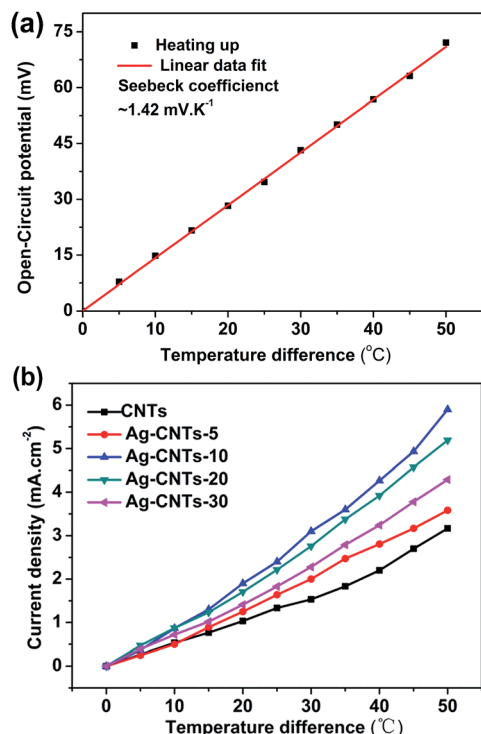 (a)
75
60
45
30
15
0
Open-Circuit potential (mV)
Heating up
Linear data fit
Seebeck coefficienct
~1.42 mV.K⁻¹
0 10 20 30 40 50
Temperature difference (°C)
(b)
6
5
4
3
2
1
0
Current density (mA.cm⁻²)
CNTs
Ag-CNTs-5
Ag-CNTs-10
Ag-CNTs-20
Ag-CNTs-30
0 10 20 30 40 50
Temperature difference (℃)